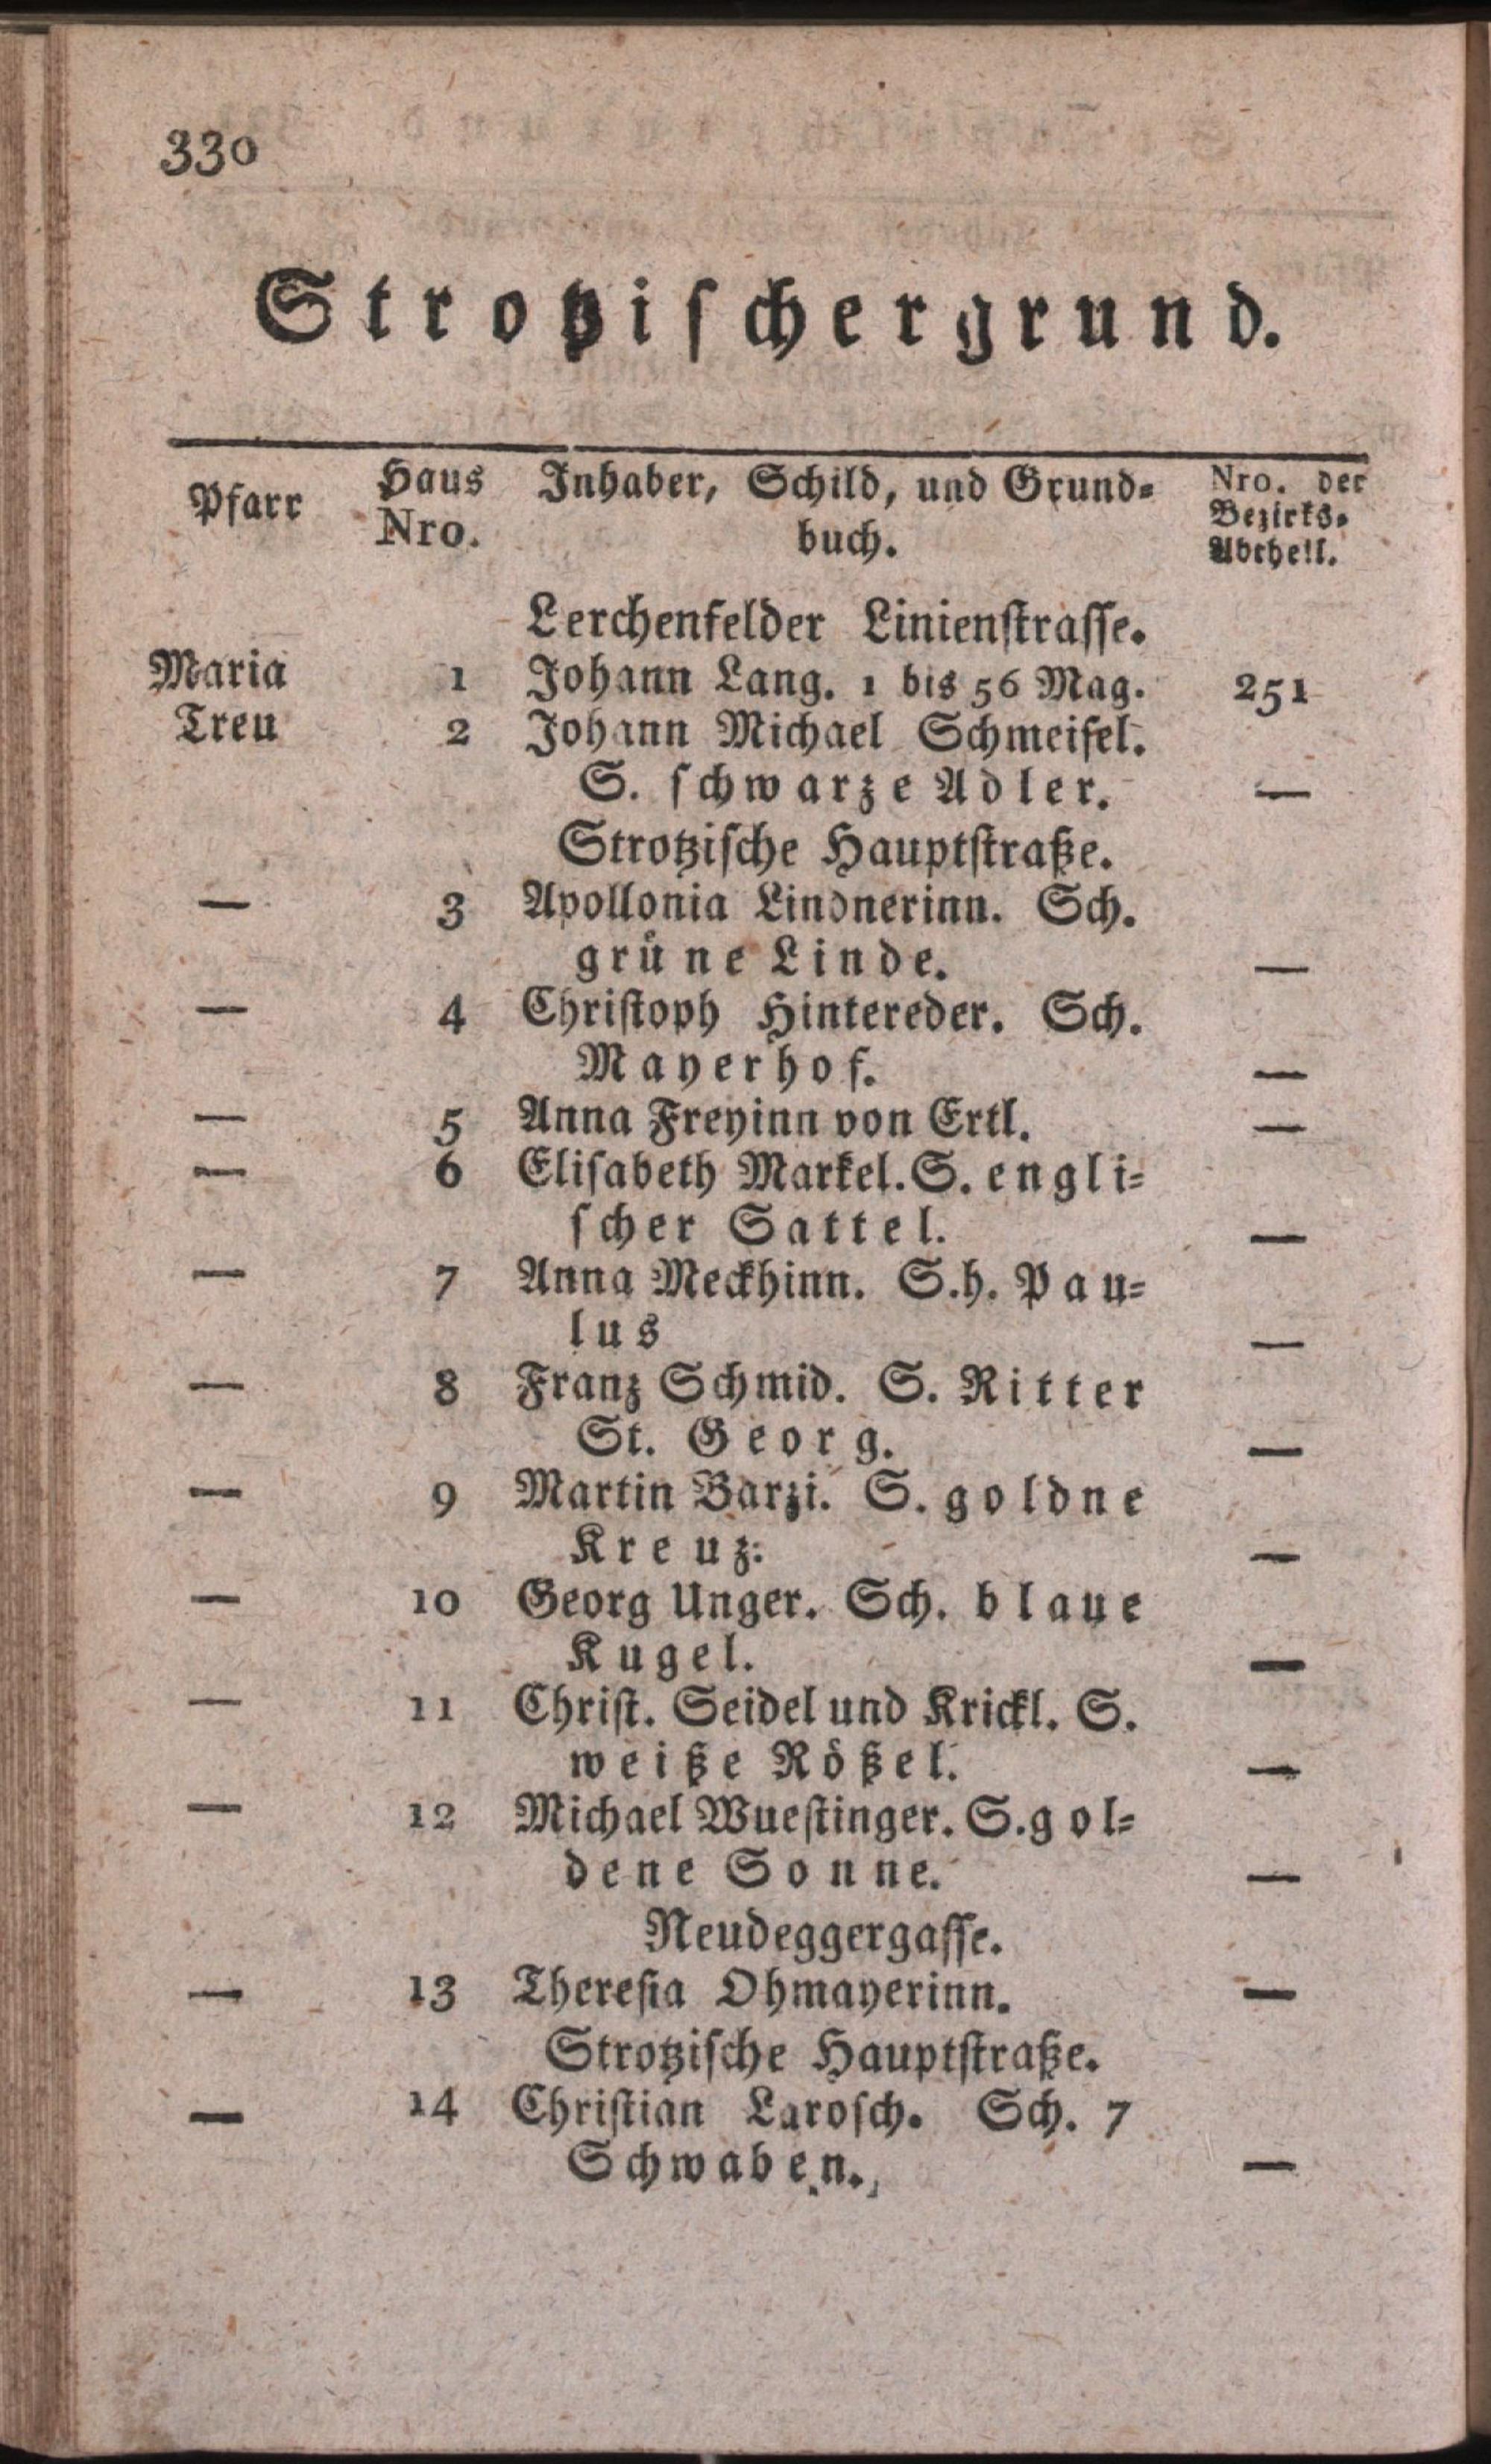 330
Strotzischergrund.
Pfarr Haus Nro. Inhaber, Schild, und Grund-buch. Nro. der Bezirks-Abtheil.
Lerchenfelder Linienstrasse.
Maria 1 Johann Lang. 1 bis 56 Mag. 251
Treu 2 Johann Michael Schmeisel.
S. schwarze Adler. —
Strotzische Hauptstraße.
— 3 Apollonia Lindnerinn. Sch.
grüne Linde. —
— 4 Christoph Hintereder. Sch.
Mayerhof. —
— 5 Anna Freyinn von Ertl. —
— 6 Elisabeth Markel. S. engli-
scher Sattel. —
— 7 Anna Meckhinn. S. h. Pau-
lus —
— 8 Franz Schmid. S. Ritter
St. Georg. —
— 9 Martin Barzi. S. goldne
Kreuz. —
— 10 Georg Unger. Sch. blaue
Kugel. —
— 11 Christ. Seidel und Krickl. S.
weiße Rößel. —
— 12 Michael Wuestinger. S. gol-
dene Sonne. —
Neudeggergasse.
— 13 Theresia Ohmayerinn. —
Strotzische Hauptstraße.
— 14 Christian Larosch. Sch. 7
Schwaben. —